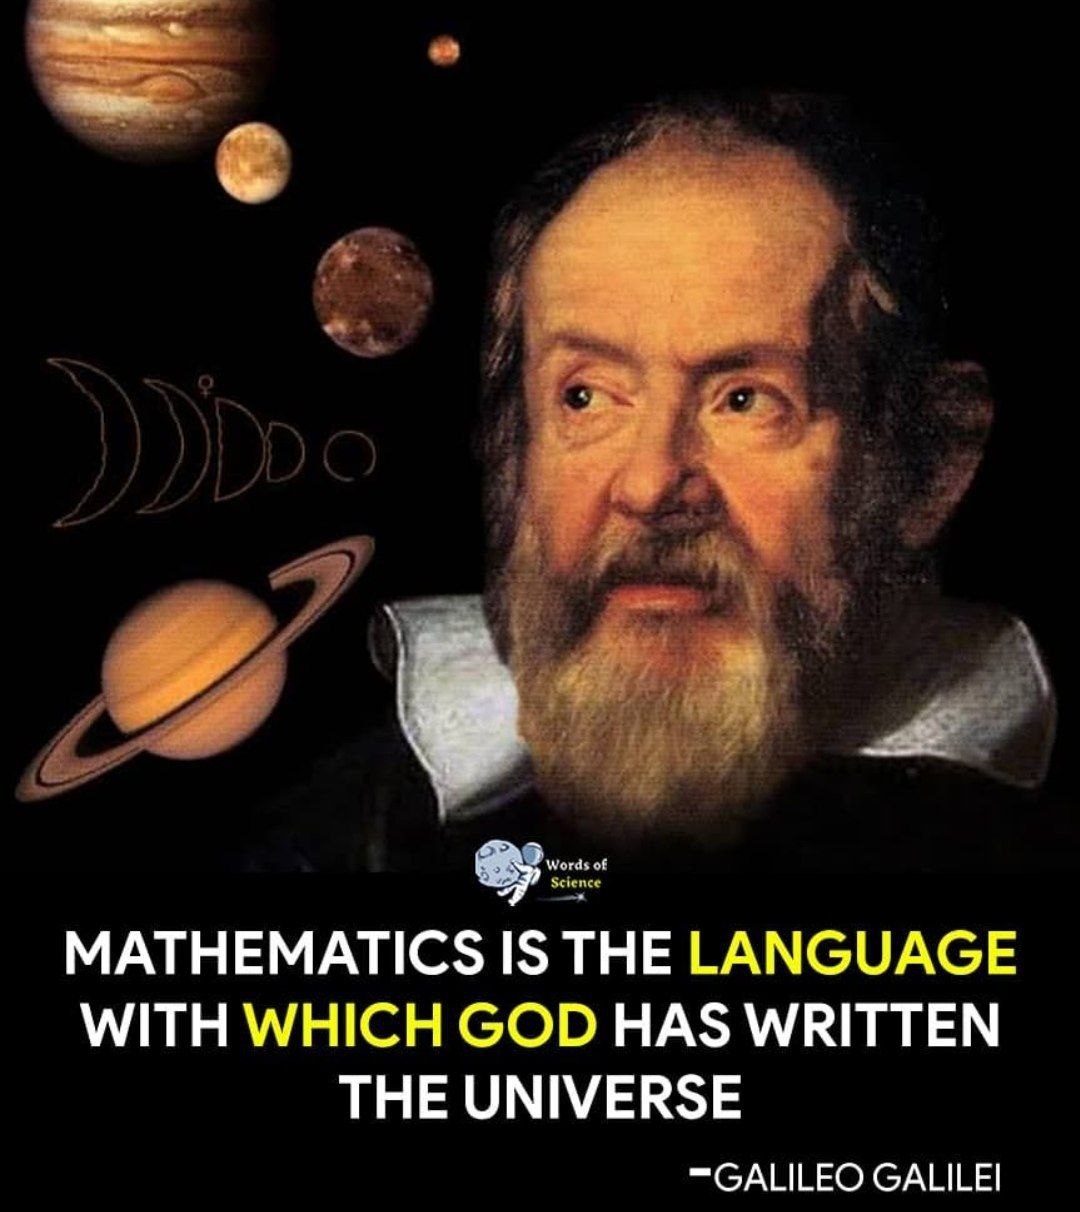 Words of
Science
MATHEMATICS IS THE LANGUAGE
WITH WHICH GOD HAS WRITTEN
THE UNIVERSE
-GALILEO GALILEI